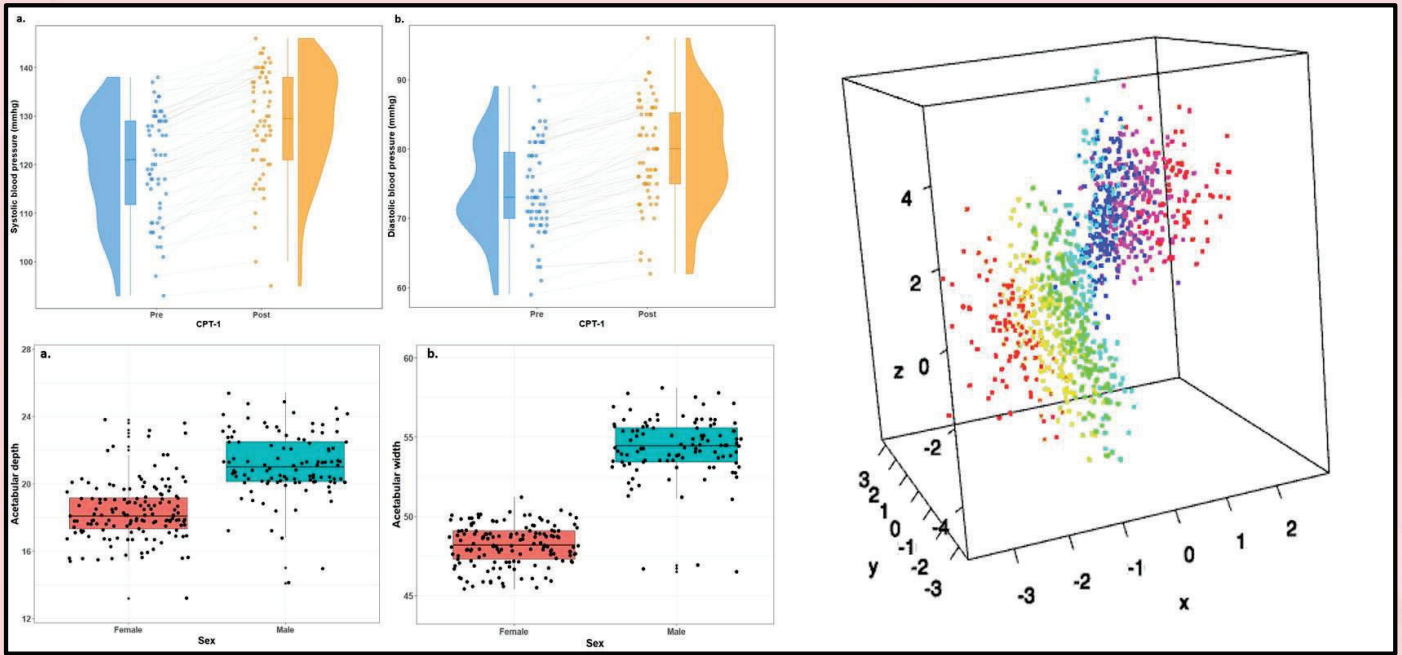 a.
Systolic blood pressure (mmhg)
140
130
120
110
100
Pre
Post
CPT-1
b.
Diastolic blood pressure (mmhg)
90
80
70
60
Pre
Post
CPT-1
a.
Acetabular depth
28
24
20
16
12
Female
Male
Sex
b.
Acetabular width
60
55
50
45
Female
Male
Sex
4
2
z 0
-2
-4
3
2
1
0
-1
-2
-3
y
-3
-2
-1
0
1
2
x